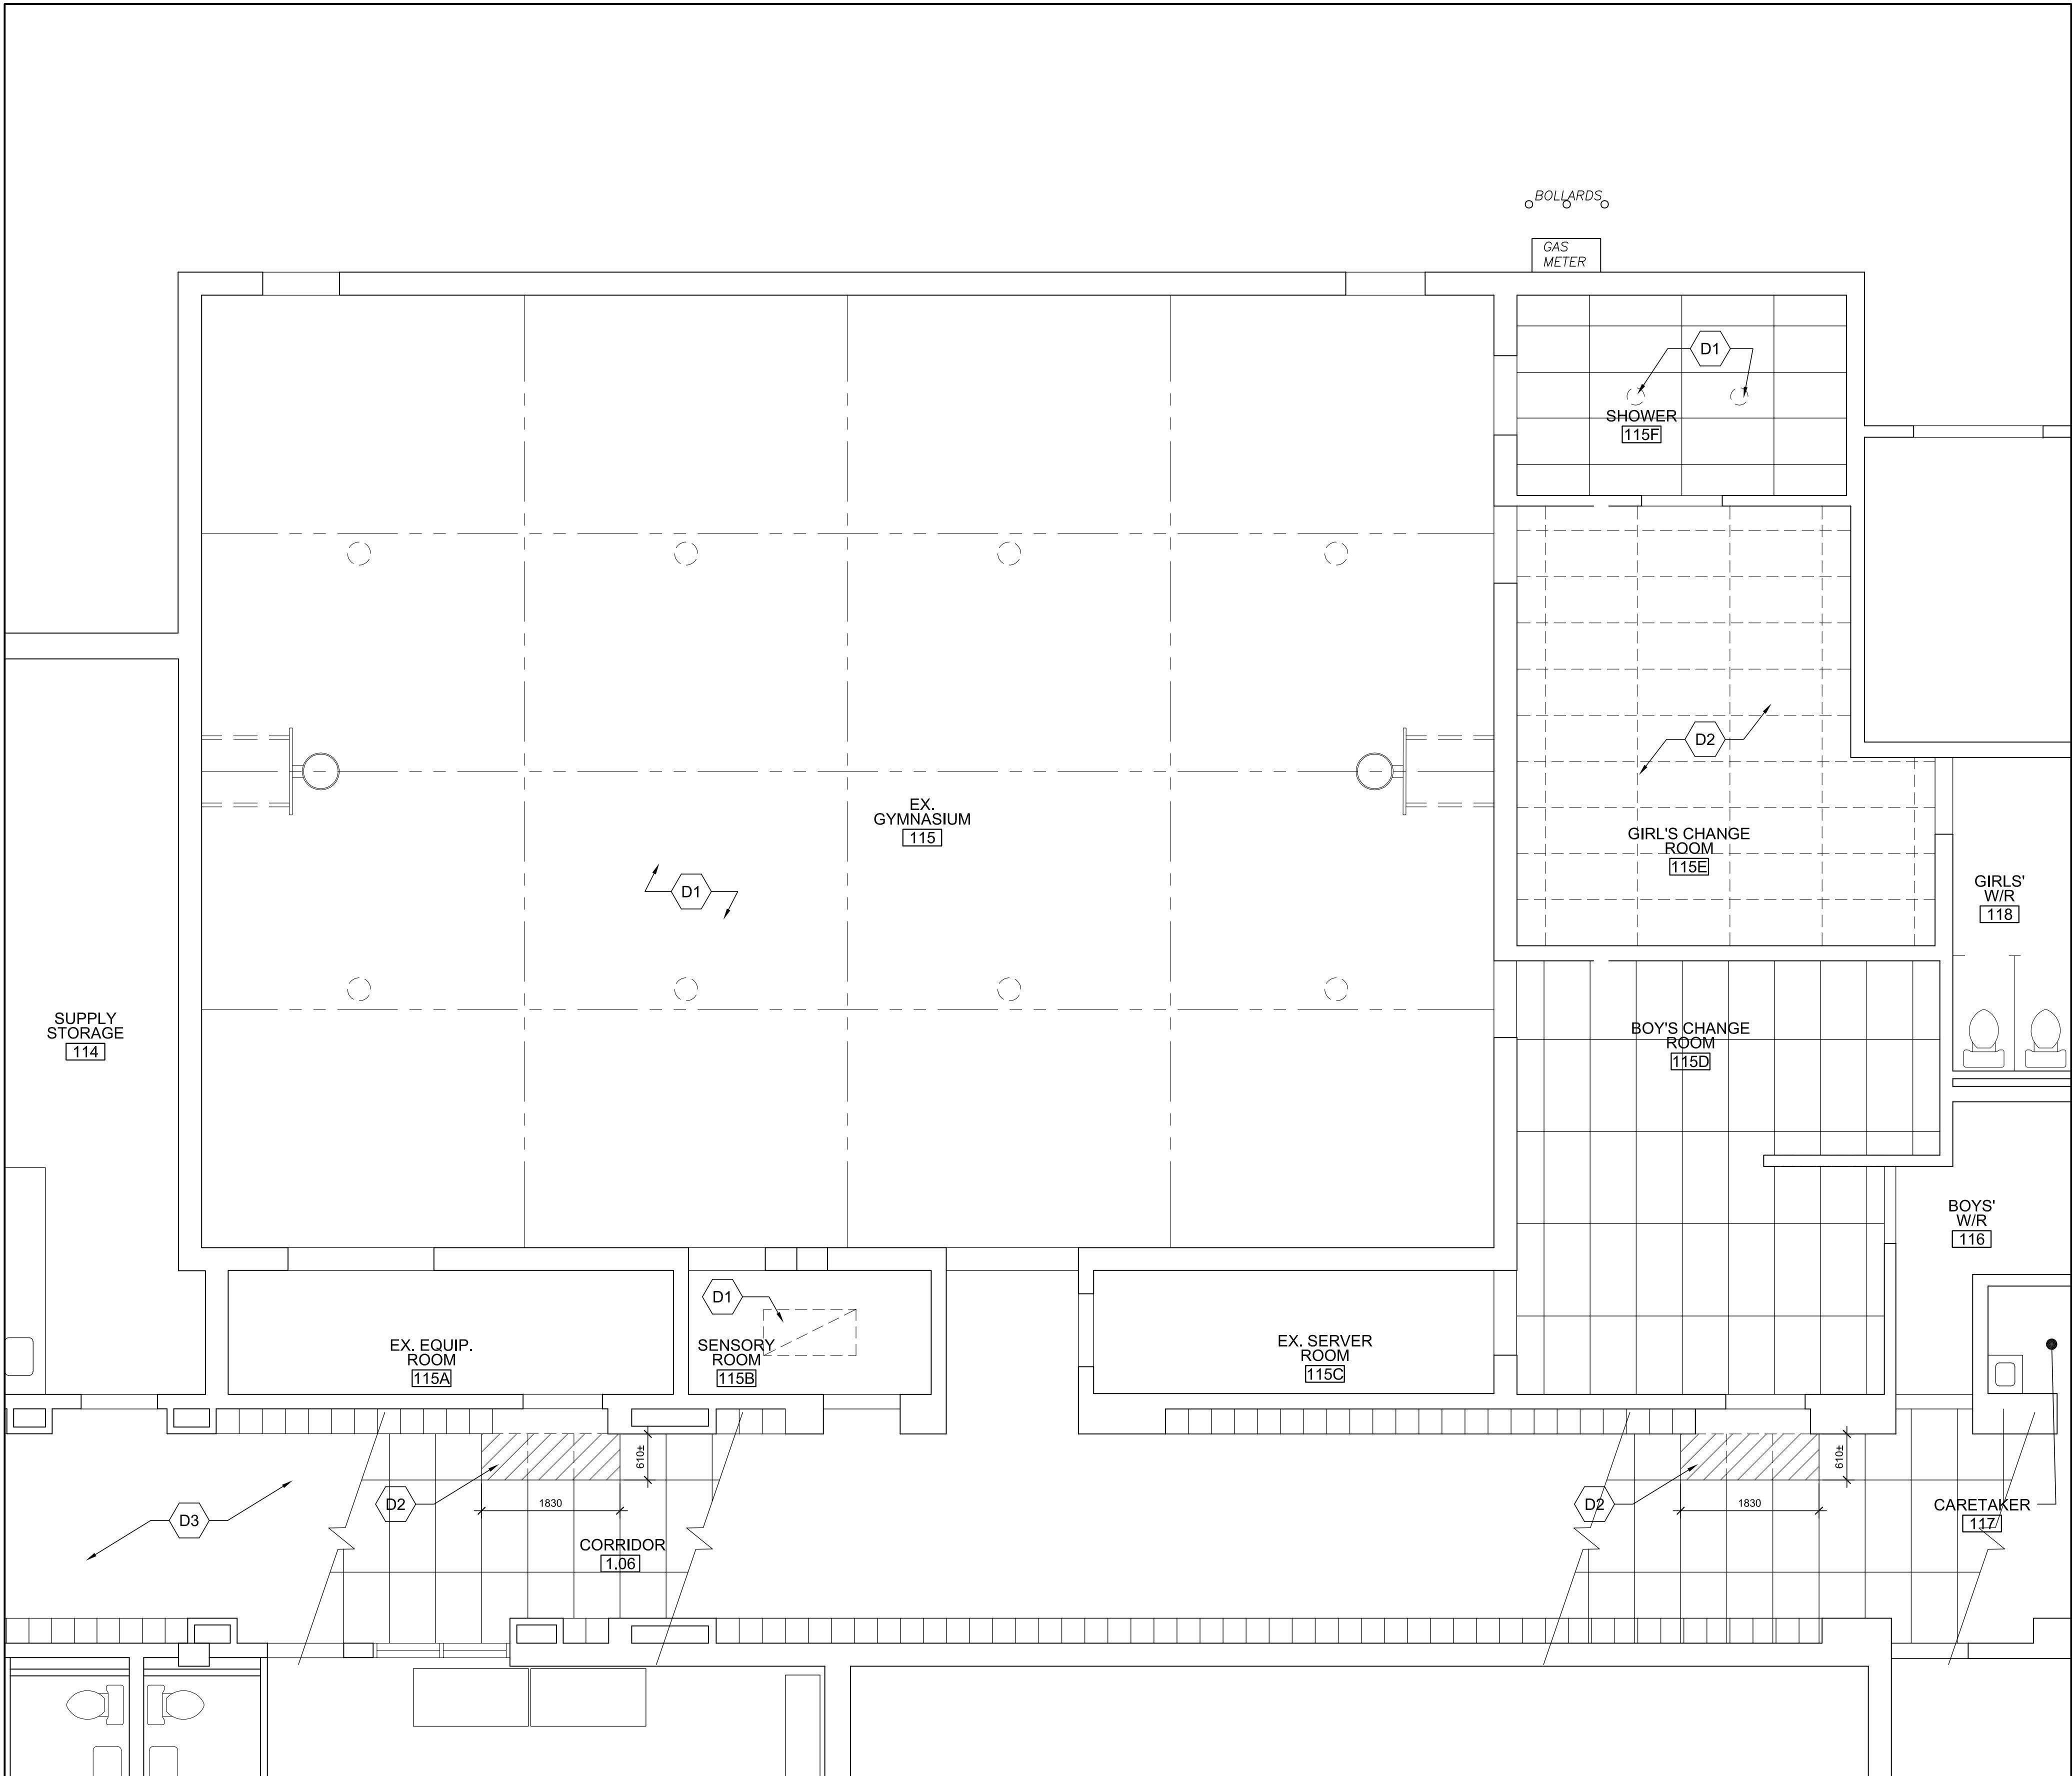 BOLLARDS
GAS
METER
D1
SHOWER
115F
D2
EX.
GYMNASIUM
115
GIRL'S CHANGE
ROOM
115E
D1
GIRLS'
W/R
118
SUPPLY
STORAGE
114
BOY'S CHANGE
ROOM
115D
BOYS'
W/R
116
D1
EX. EQUIP.
ROOM
115A
SENSORY
ROOM
115B
EX. SERVER
ROOM
115C
610±
610±
D3
D2
1830
D2
1830
CARETAKER
117
CORRIDOR
1.06